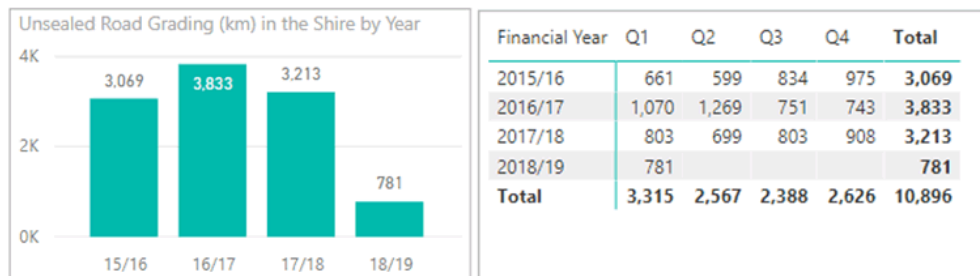 Unsealed Road Grading (km) in the Shire by Year
4K
3,069
3,833
3,213
2K
781
0K
15/16 16/17 17/18 18/19
Financial Year Q1 Q2 Q3 Q4 Total
2015/16 661 599 834 975 3,069
2016/17 1,070 1,269 751 743 3,833
2017/18 803 699 803 908 3,213
2018/19 781 781
Total 3,315 2,567 2,388 2,626 10,896